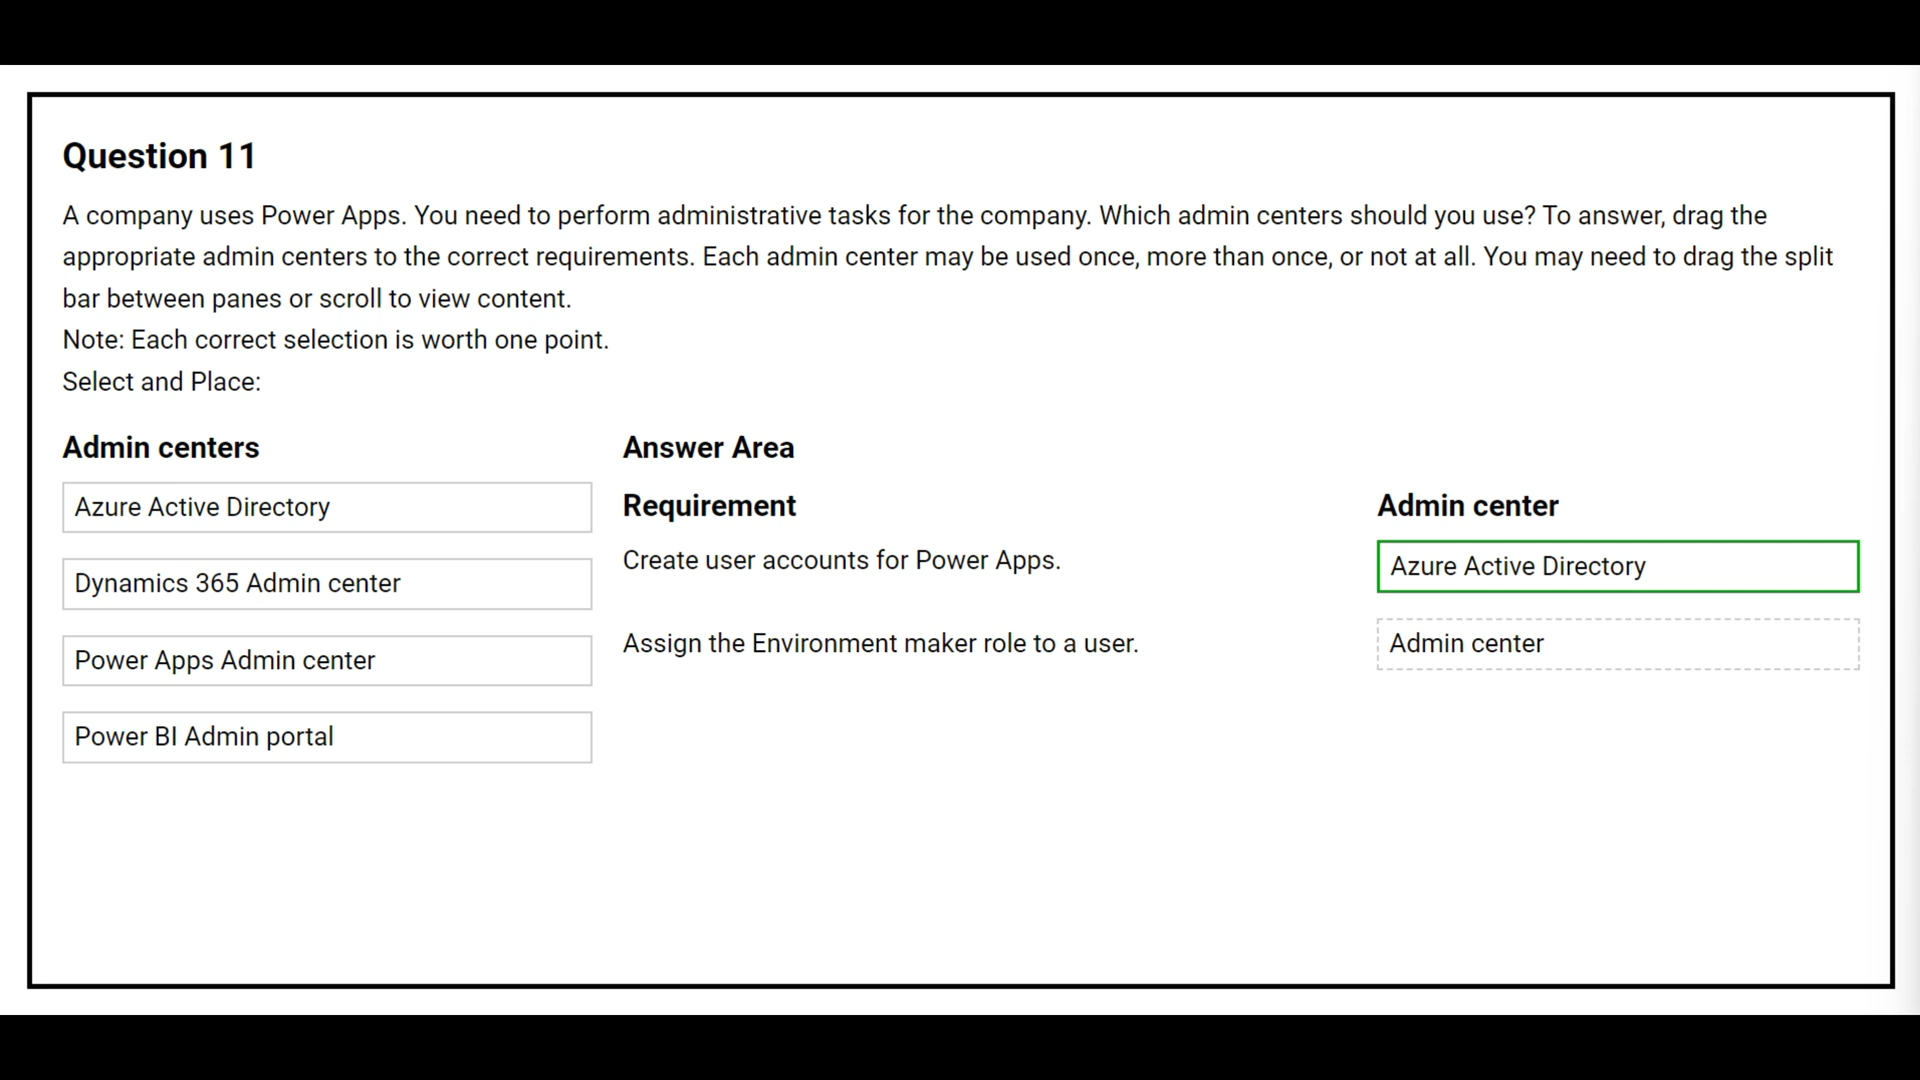 Question 11
A company uses Power Apps. You need to perform administrative tasks for the company. Which admin centers should you use? To answer, drag the
appropriate admin centers to the correct requirements. Each admin center may be used once, more than once, or not at all. You may need to drag the split
bar between panes or scroll to view content.
Note: Each correct selection is worth one point.
Select and Place:
Admin centers
Azure Active Directory
Dynamics 365 Admin center
Power Apps Admin center
Power BI Admin portal
Answer Area
Requirement
Create user accounts for Power Apps.
Assign the Environment maker role to a user.
Admin center
Azure Active Directory
Admin center